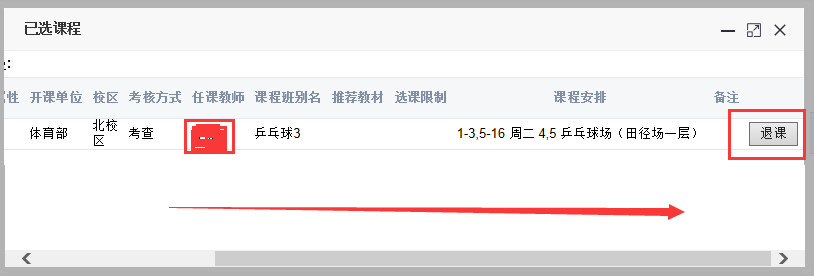 已选课程
:
性 开课单位 校区 考核方式 任课教师 课程班别名 推荐教材 选课限制 课程安排 备注
体育部 北校区 考查 乒乓球3 1-3,5-16 周二 4,5 乒乓球场（田径场一层） 退课